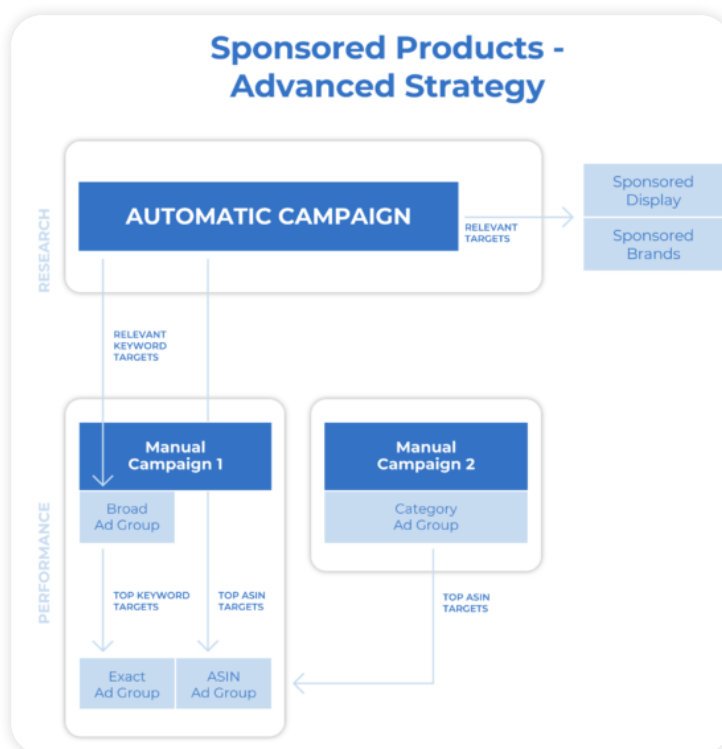 Sponsored Products -
Advanced Strategy
RESEARCH
AUTOMATIC CAMPAIGN
RELEVANT
TARGETS
Sponsored
Display
Sponsored
Brands
RELEVANT
KEYWORD
TARGETS
PERFORMANCE
Manual
Campaign 1
Broad
Ad Group
TOP KEYWORD
TARGETS
TOP ASIN
TARGETS
Exact
Ad Group
ASIN
Ad Group
Manual
Campaign 2
Category
Ad Group
TOP ASIN
TARGETS